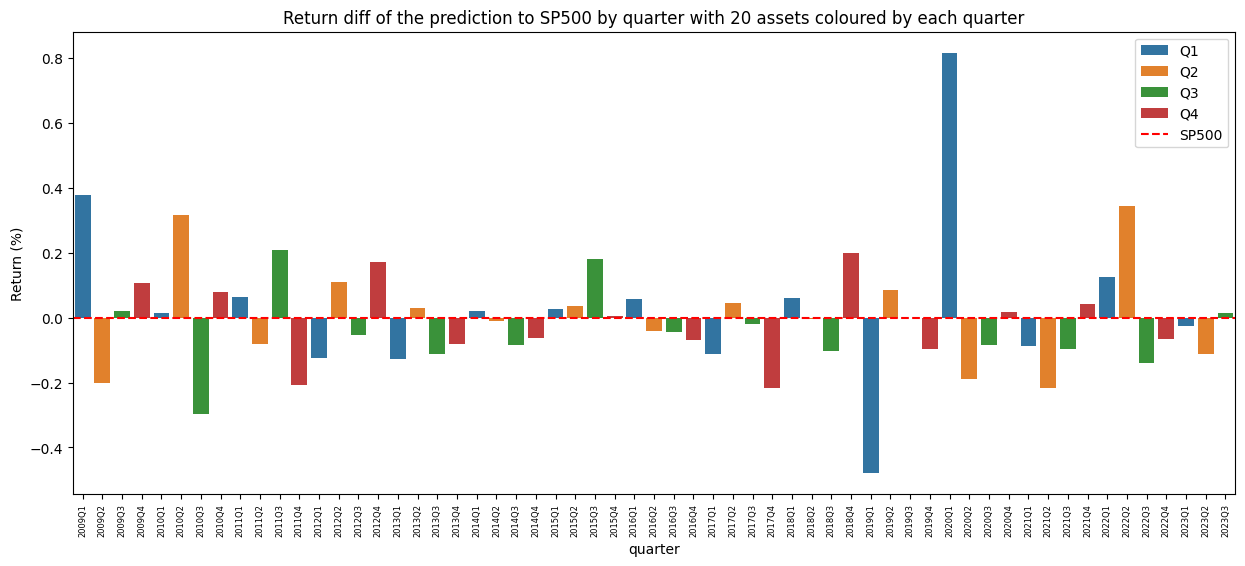 Return diff of the prediction to SP500 by quarter with 20 assets coloured by each quarter
Return (%)
0.8
0.6
0.4
0.2
0.0
−0.2
−0.4
Q1
Q2
Q3
Q4
SP500
2009Q1
2009Q2
2009Q3
2009Q4
2010Q1
2010Q2
2010Q3
2010Q4
2011Q1
2011Q2
2011Q3
2011Q4
2012Q1
2012Q2
2012Q3
2012Q4
2013Q1
2013Q2
2013Q3
2013Q4
2014Q1
2014Q2
2014Q3
2014Q4
2015Q1
2015Q2
2015Q3
2015Q4
2016Q1
2016Q2
2016Q3
2016Q4
2017Q1
2017Q2
2017Q3
2017Q4
2018Q1
2018Q2
2018Q3
2018Q4
2019Q1
2019Q2
2019Q3
2019Q4
2020Q1
2020Q2
2020Q3
2020Q4
2021Q1
2021Q2
2021Q3
2021Q4
2022Q1
2022Q2
2022Q3
2022Q4
2023Q1
2023Q2
2023Q3
quarter